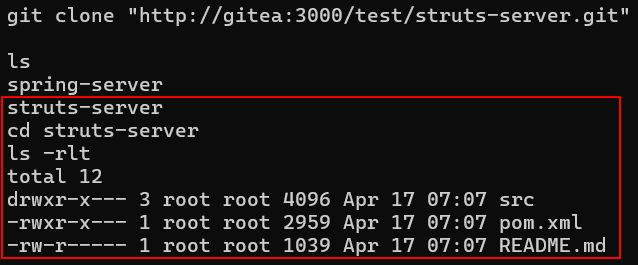 git clone "http://gitea:3000/test/struts-server.git"
ls
spring-server
struts-server
cd struts-server
ls -rlt
total 12
drwxr-x--- 3 root root 4096 Apr 17 07:07 src
-rwxr-x--- 1 root root 2959 Apr 17 07:07 pom.xml
-rw-r----- 1 root root 1039 Apr 17 07:07 README.md